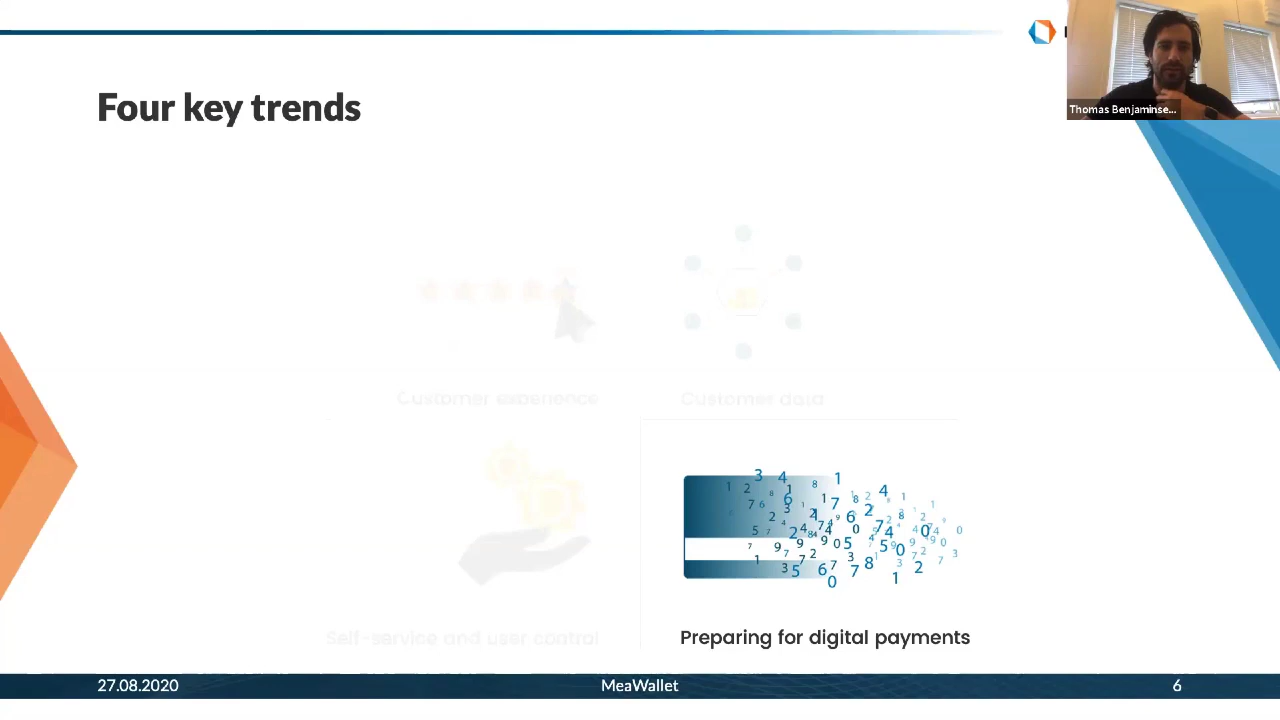 Four key trends
Thomas Benjaminse...
Customer experience
Customer data
Self-service and user control
Preparing for digital payments
27.08.2020
MeaWallet
6